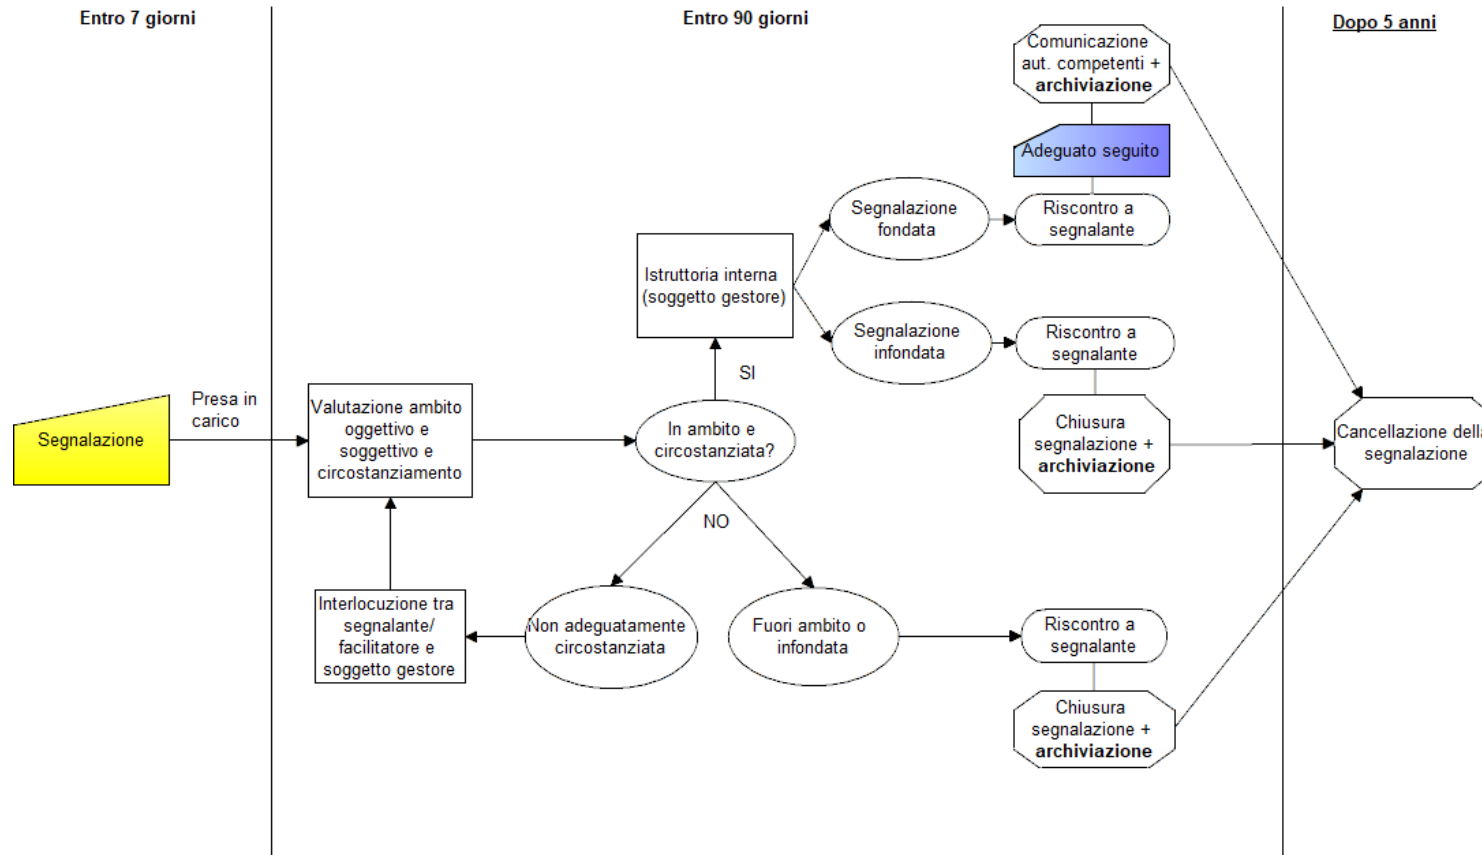 Entro 7 giorni
Entro 90 giorni
Dopo 5 anni
Comunicazione
aut. competenti +
archiviazione
Adeguato seguito
Segnalazione
fondata
Riscontro a
segnalante
Istruttoria interna
(soggetto gestore)
Segnalazione
infondata
Riscontro a
segnalante
SI
Presa in
carico
Segnalazione
Valutazione ambito
oggettivo e
soggettivo e
circostanziamento
In ambito e
circostanziata?
Chiusura
segnalazione +
archiviazione
Cancellazione della
segnalazione
NO
Interlocuzione tra
segnalante/
facilitatore e
soggetto gestore
Non adeguatamente
circostanziata
Fuori ambito o
infondata
Riscontro a
segnalante
Chiusura
segnalazione +
archiviazione